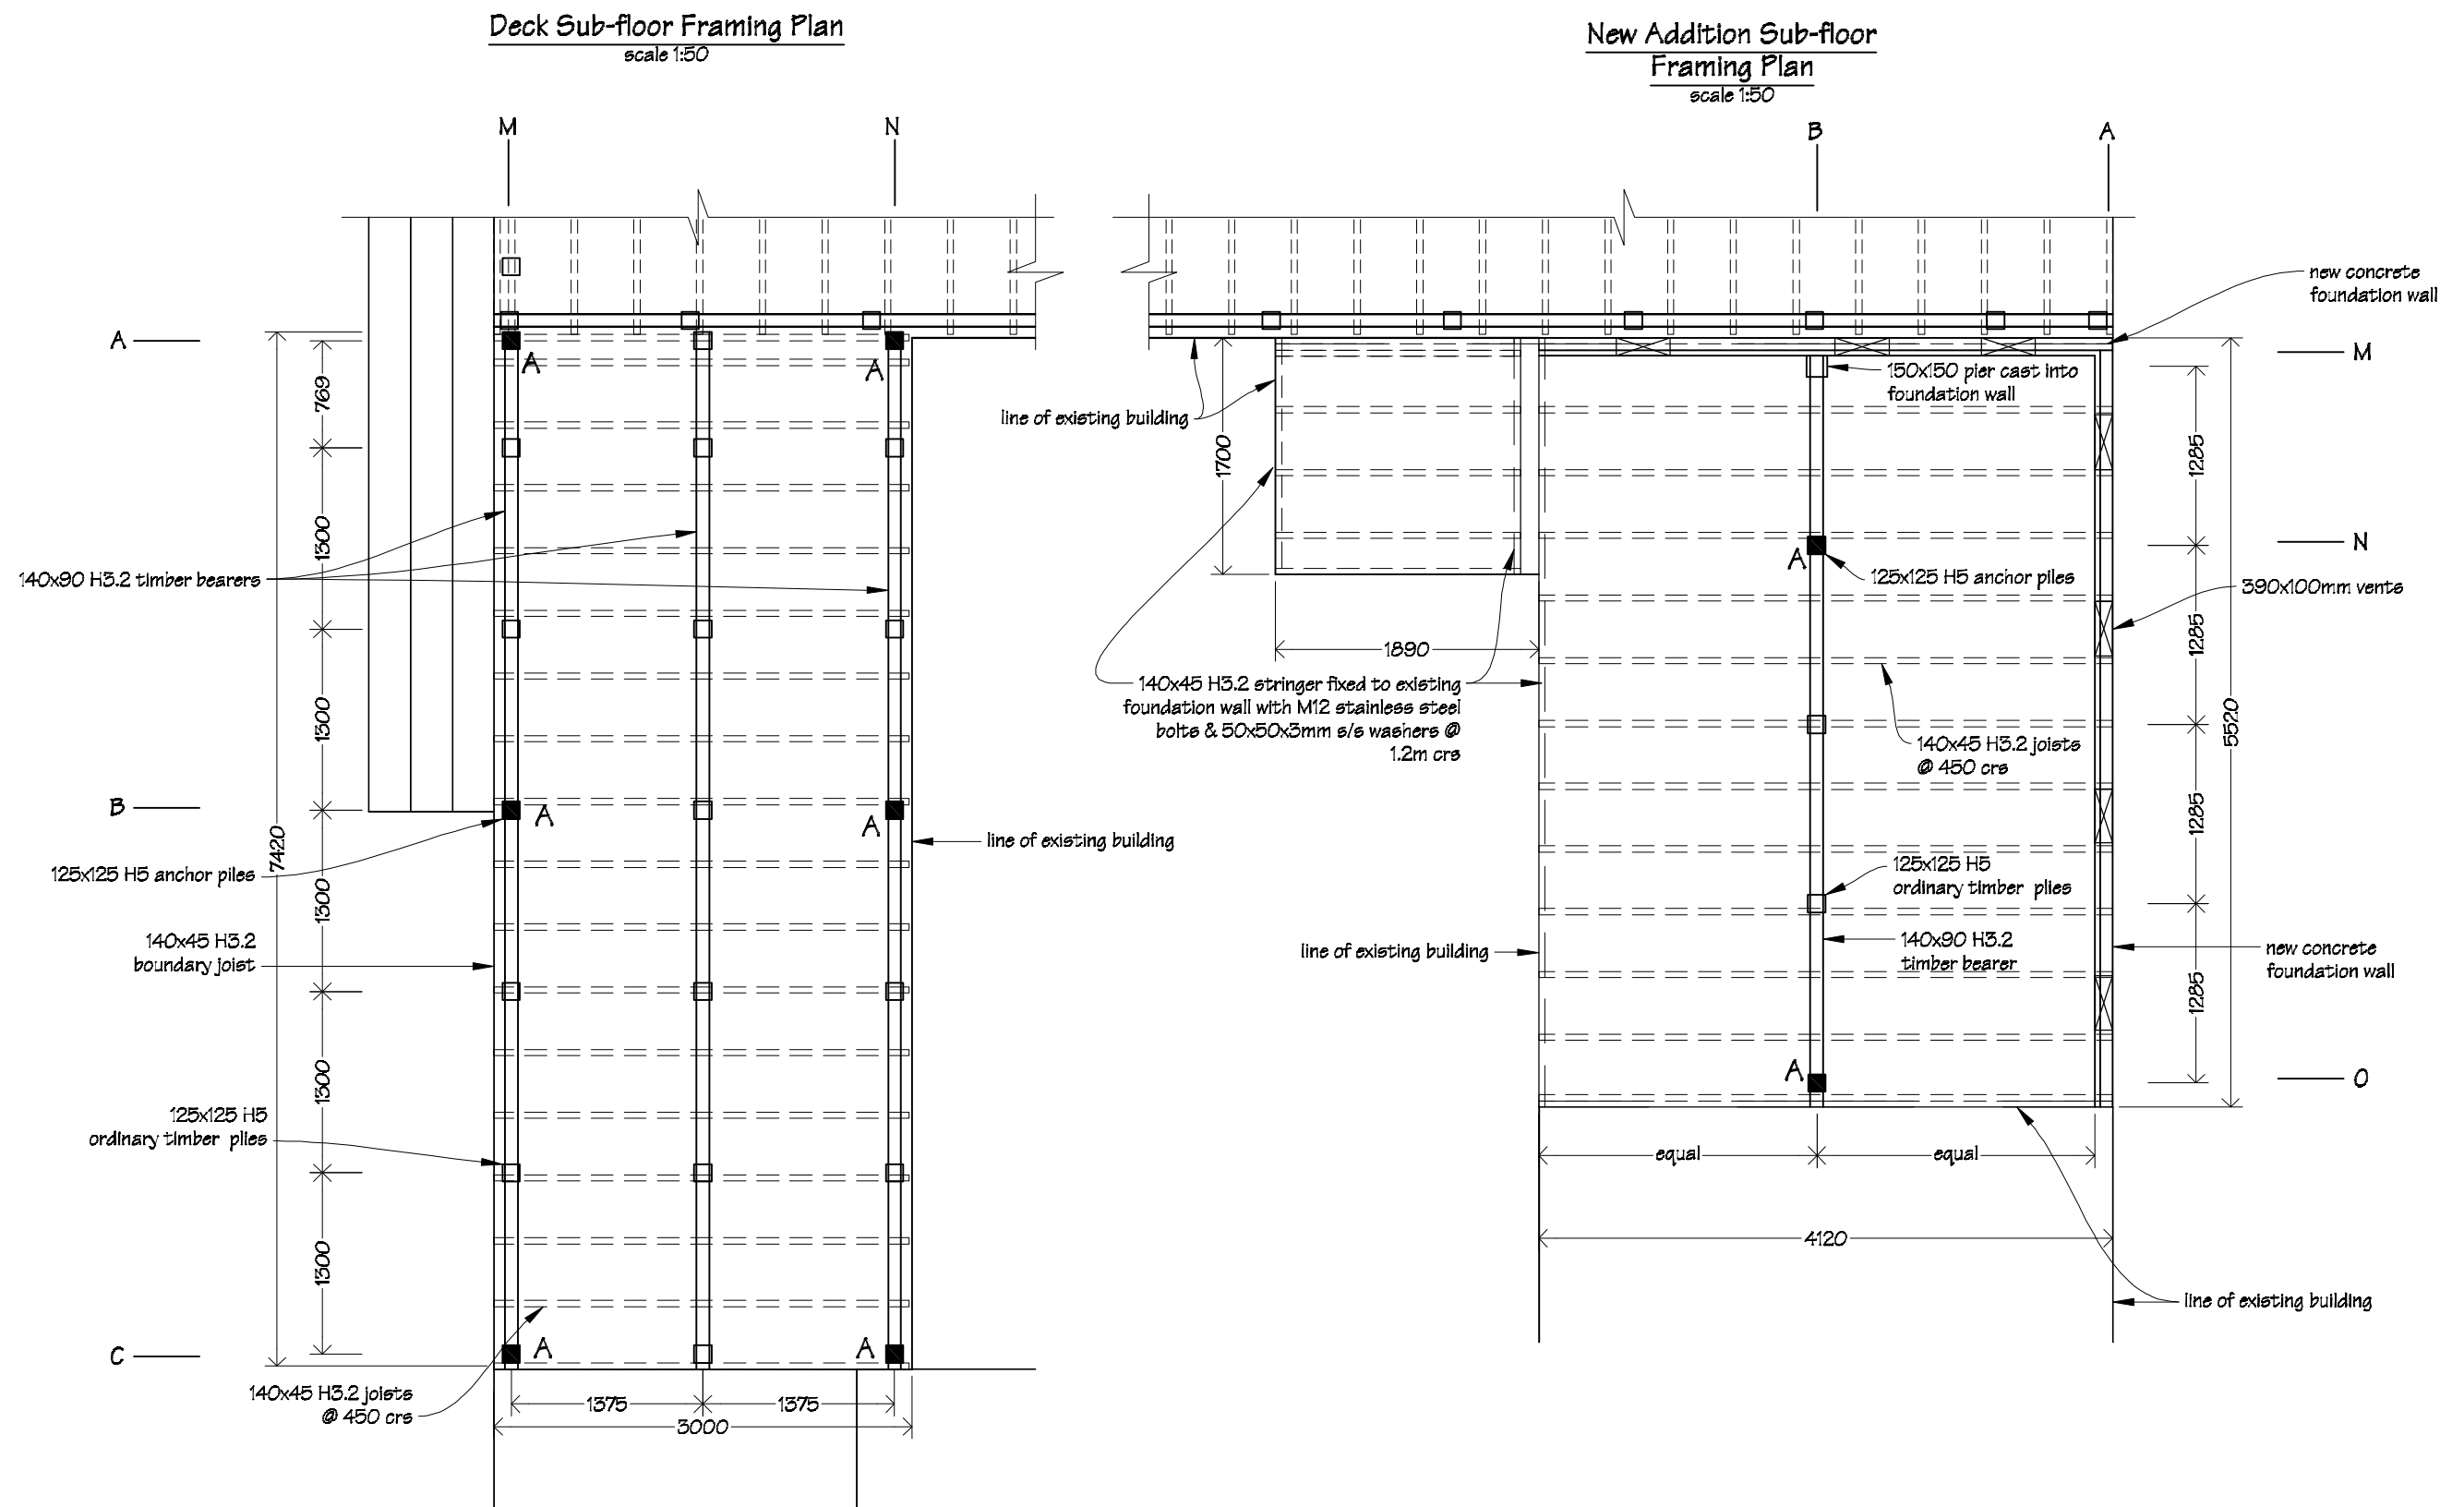 Deck Sub-floor Framing Plan
scale 1:50
M
N
A
B
C
769
1300
1300
1300
1300
1300
7420
140x90 H3.2 timber bearers
125x125 H5 anchor piles
140x45 H3.2
boundary joist
125x125 H5
ordinary timber plies
140x45 H3.2 joists
@ 450 crs
A
A
A
A
A
A
line of existing building
1375
1375
3000
New Addition Sub-floor
Framing Plan
scale 1:50
B
A
new concrete
foundation wall
M
150x150 pier cast into
foundation wall
line of existing building
1700
1285
N
A
125x125 H5 anchor piles
390x100mm vents
1285
1890
140x45 H3.2 stringer fixed to existing
foundation wall with M12 stainless steel
bolts & 50x50x3mm s/s washers @
1.2m crs
140x45 H3.2 joists
@ 450 crs
5520
1285
125x125 H5
ordinary timber plies
line of existing building
140x90 H3.2
timber bearer
new concrete
foundation wall
1285
A
O
equal
equal
4120
line of existing building